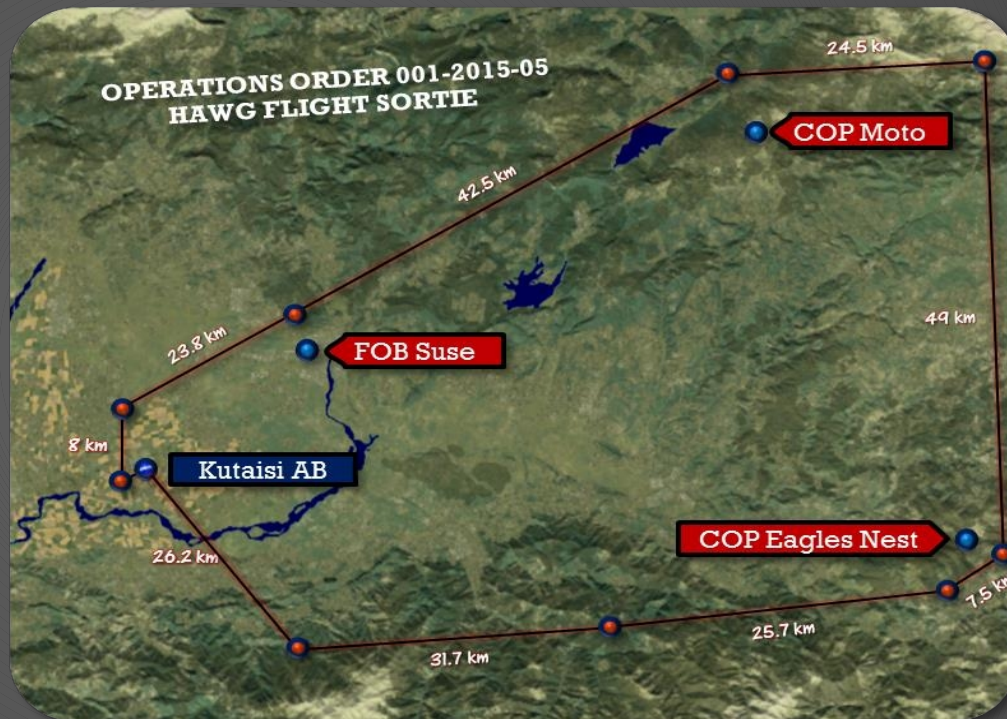 OPERATIONS ORDER 001-2015-05
HAWG FLIGHT SORTIE
24.5 km
COP Moto
42.5 km
49 km
23.8 km
FOB Suse
8 km
Kutaisi AB
COP Eagles Nest
26.2 km
7.5 km
25.7 km
31.7 km